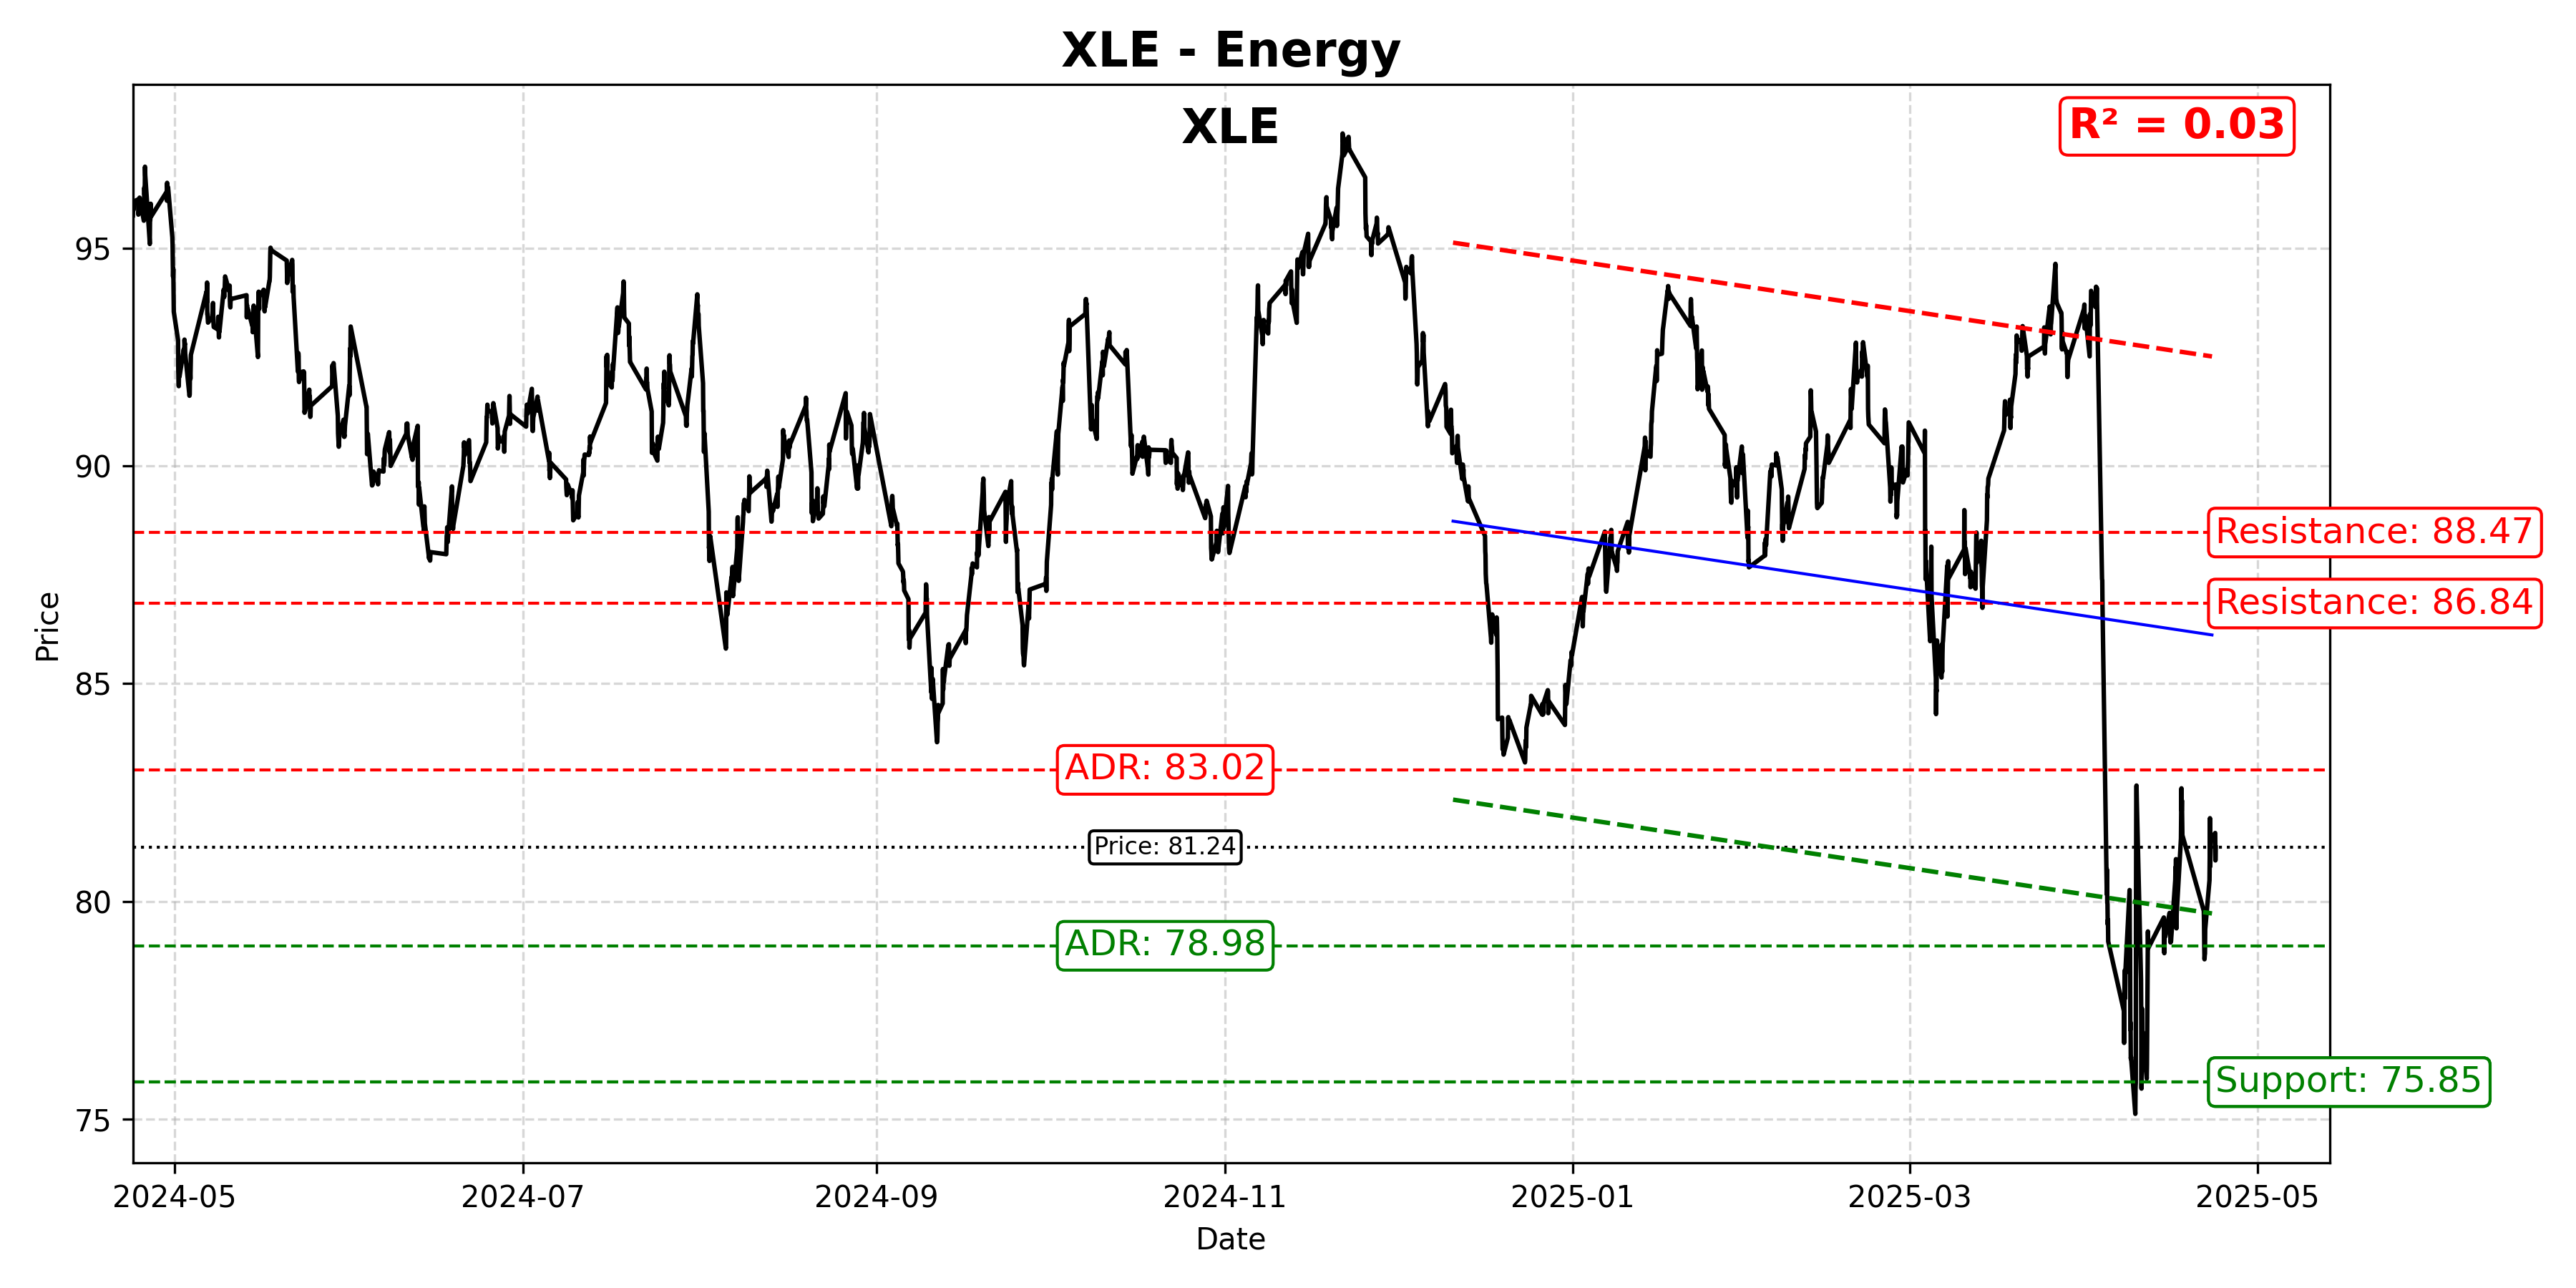 XLE - Energy
XLE
R² = 0.03
95
90
85
80
75
Price
Resistance: 88.47
Resistance: 86.84
ADR: 83.02
Price: 81.24
ADR: 78.98
Support: 75.85
2024-05
2024-07
2024-09
2024-11
2025-01
2025-03
2025-05
Date